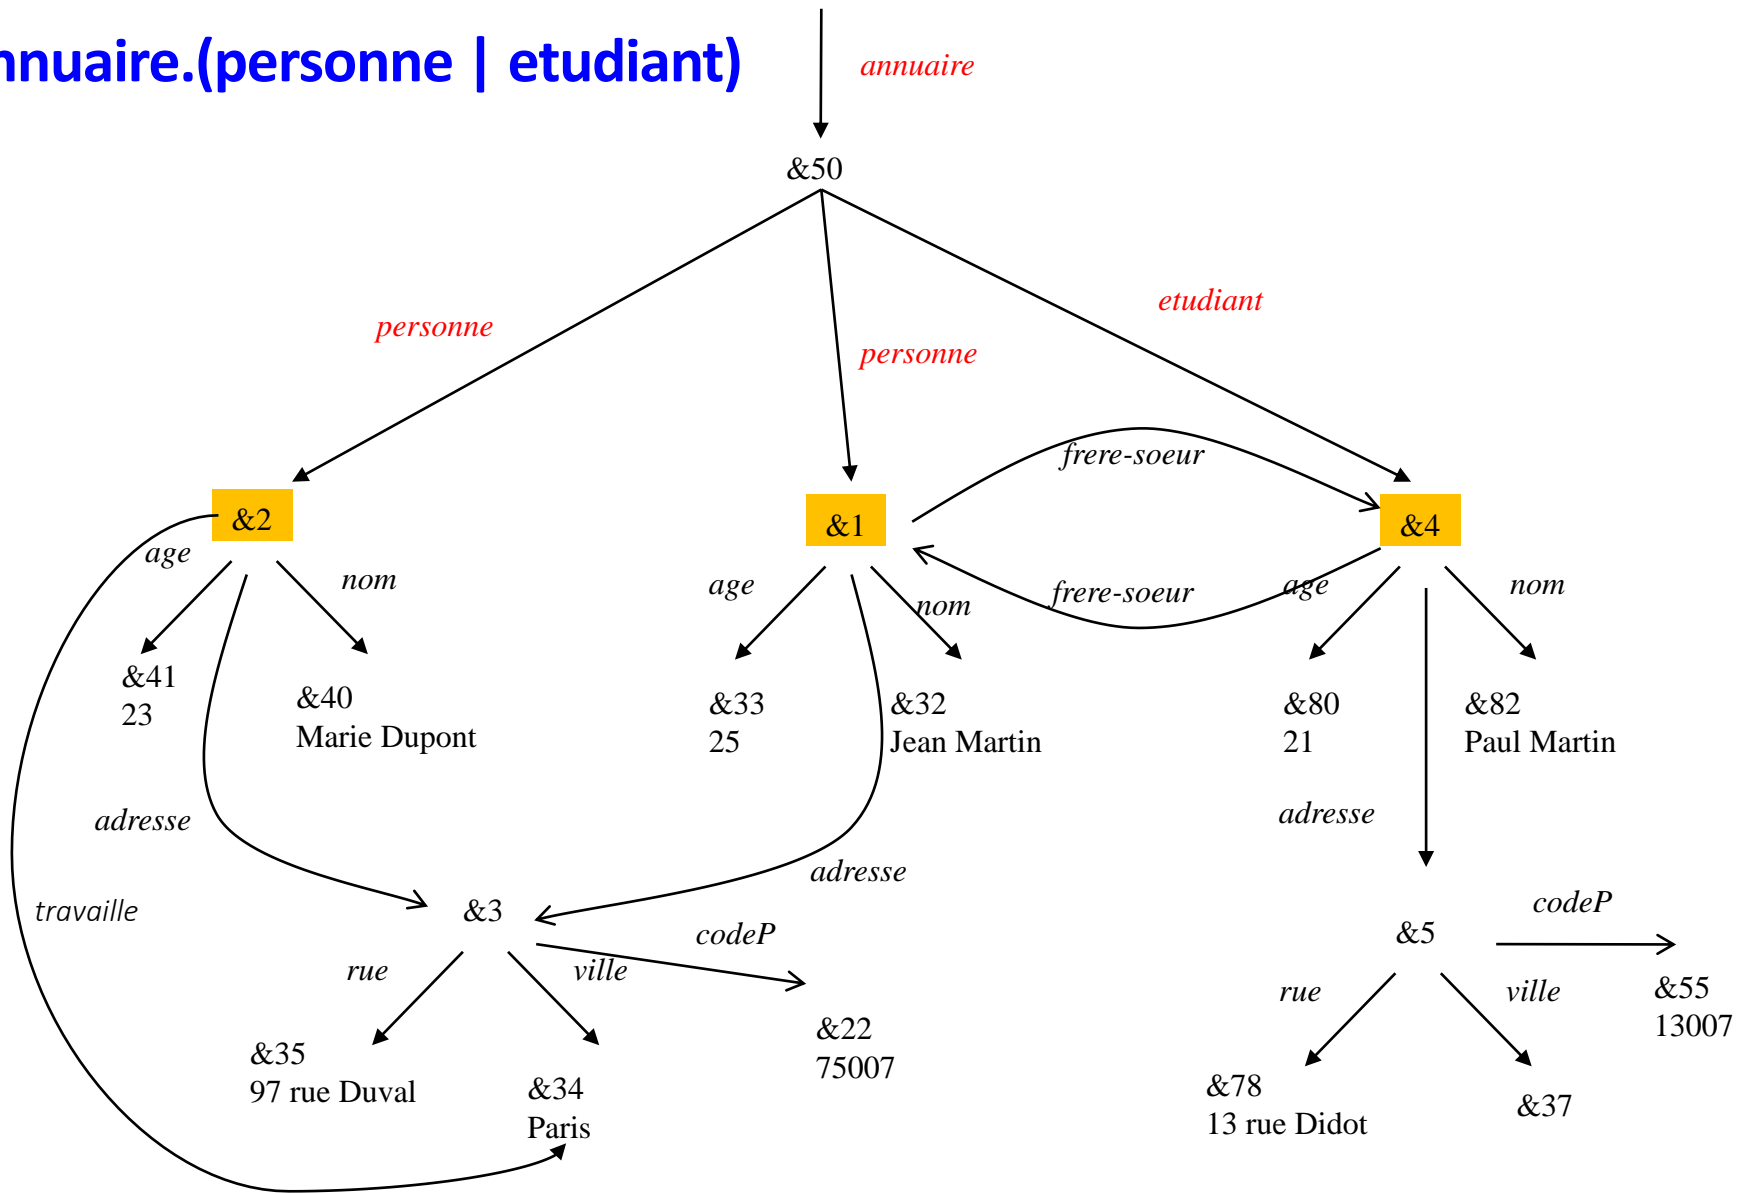 nnuaire.(personne | etudiant)
annuaire
&50
etudiant
personne
personne
frere-soeur
&2
&1
&4
age
nom
age
nom
frere-soeur
age
nom
&41
23
&40
Marie Dupont
&33
25
&32
Jean Martin
&80
21
&82
Paul Martin
adresse
adresse
adresse
travaille
&3
codeP
&5
codeP
rue
ville
rue
ville
&35
97 rue Duval
&34
Paris
&22
75007
&78
13 rue Didot
&37
&55
13007